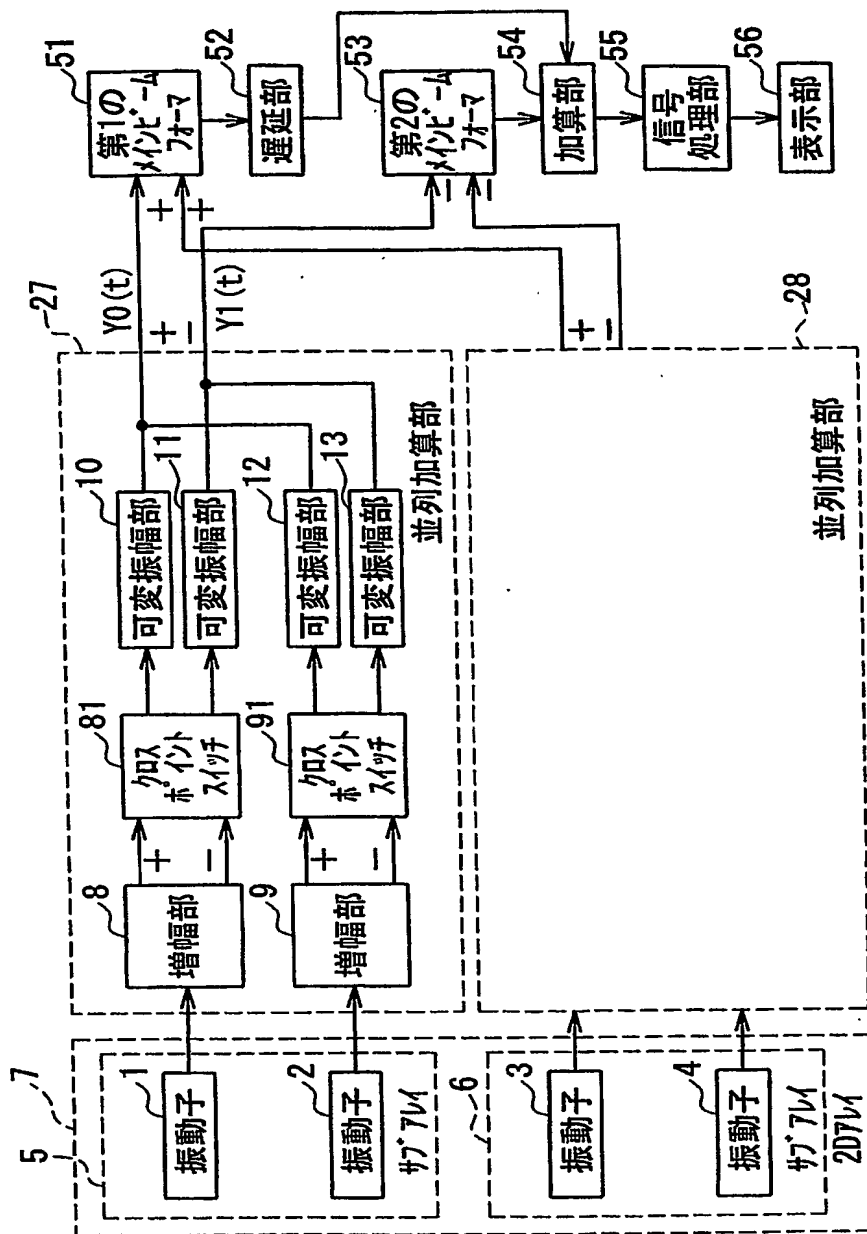 7
5
1
振動子
2
振動子
サブアレイ
6
3
振動子
4
振動子
サブアレイ
2Dアレイ
27
8
増幅部
+
−
81
クロス
ポイント
スイッチ
10
可変振幅部
11
可変振幅部
9
増幅部
+
−
91
クロス
ポイント
スイッチ
12
可変振幅部
13
可変振幅部
並列加算部
28
並列加算部
Y0(t)
+
−
Y1(t)
+
−
+
+
−
−
51
第1の
メインビーム
フォーマ
52
遅延部
53
第2の
メインビーム
フォーマ
54
加算部
55
信号
処理部
56
表示部